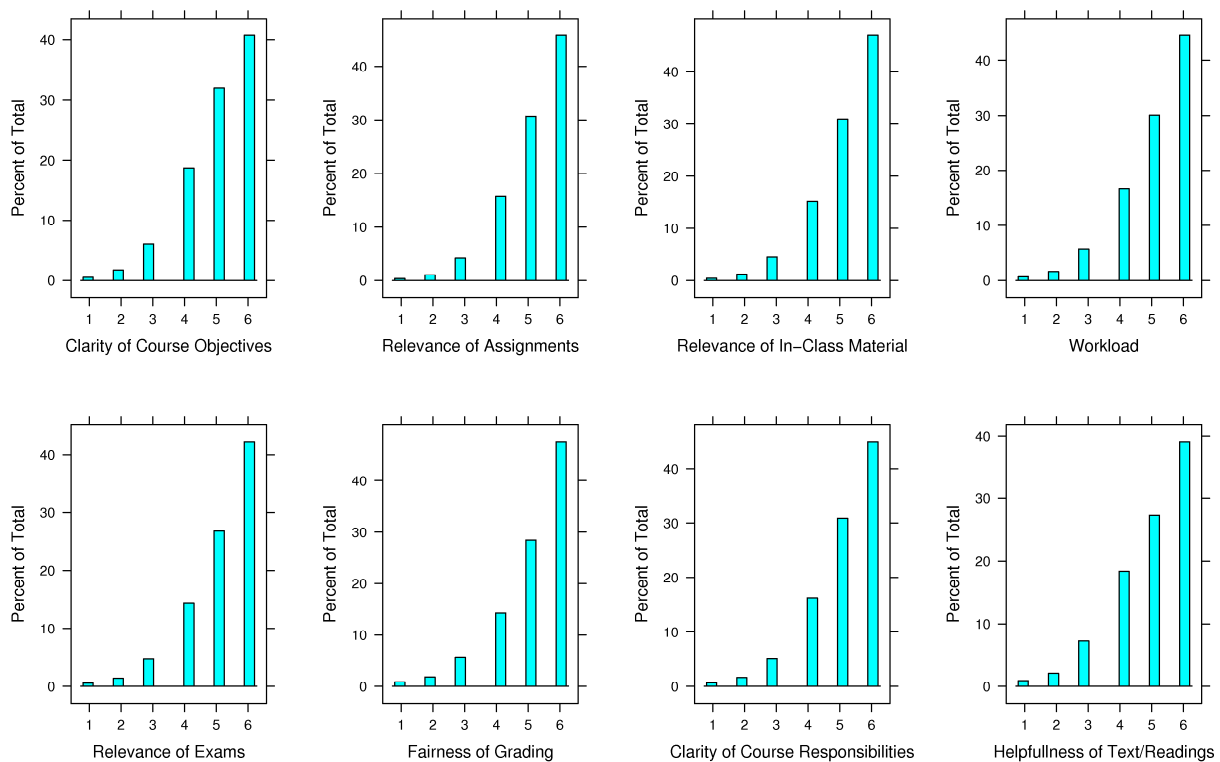 Percent of Total
40
30
20
10
0
1 2 3 4 5 6
Clarity of Course Objectives
Percent of Total
40
30
20
10
0
1 2 3 4 5 6
Relevance of Assignments
Percent of Total
40
30
20
10
0
1 2 3 4 5 6
Relevance of In−Class Material
Percent of Total
40
30
20
10
0
1 2 3 4 5 6
Workload
Percent of Total
40
30
20
10
0
1 2 3 4 5 6
Relevance of Exams
Percent of Total
40
30
20
10
0
1 2 3 4 5 6
Fairness of Grading
Percent of Total
40
30
20
10
0
1 2 3 4 5 6
Clarity of Course Responsibilities
Percent of Total
40
30
20
10
0
1 2 3 4 5 6
Helpfullness of Text/Readings